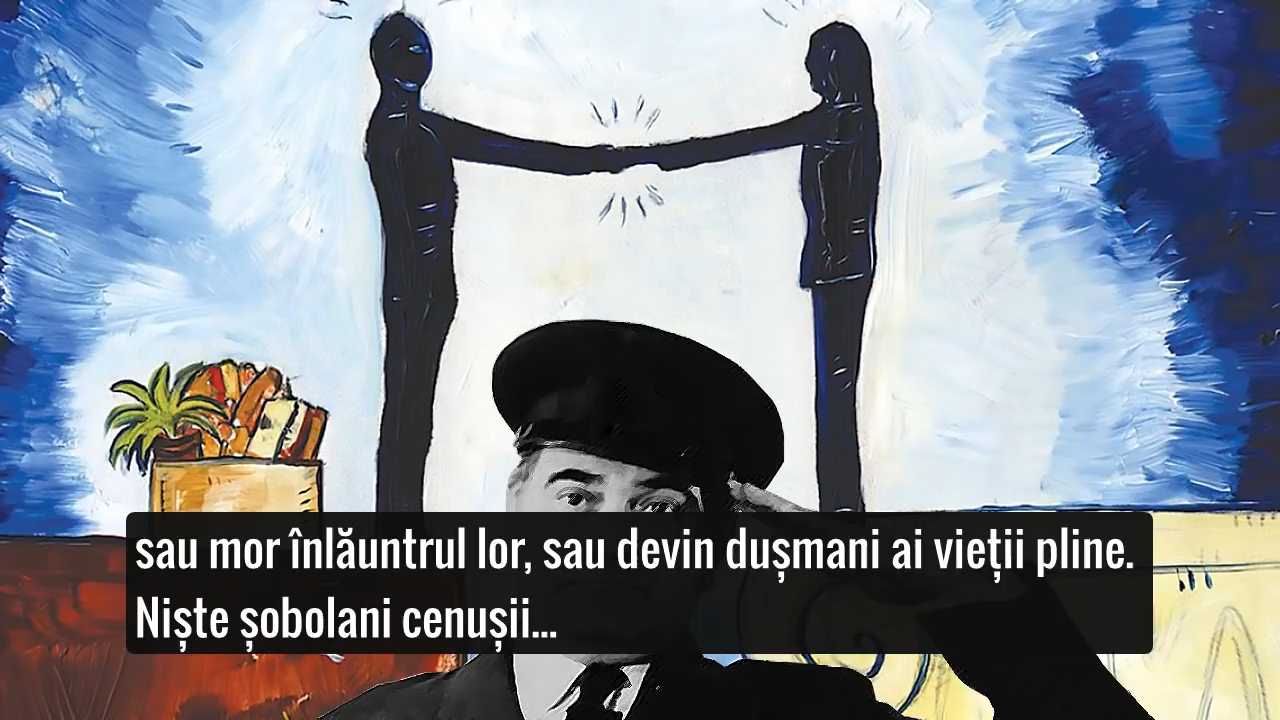 sau mor înlăuntrul lor, sau devin dușmani ai vieții pline.
Niște șobolani cenușii...